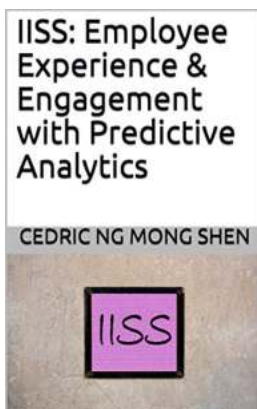 IISS: Employee
Experience &
Engagement
with Predictive
Analytics
CEDRIC NG MONG SHEN
IISS